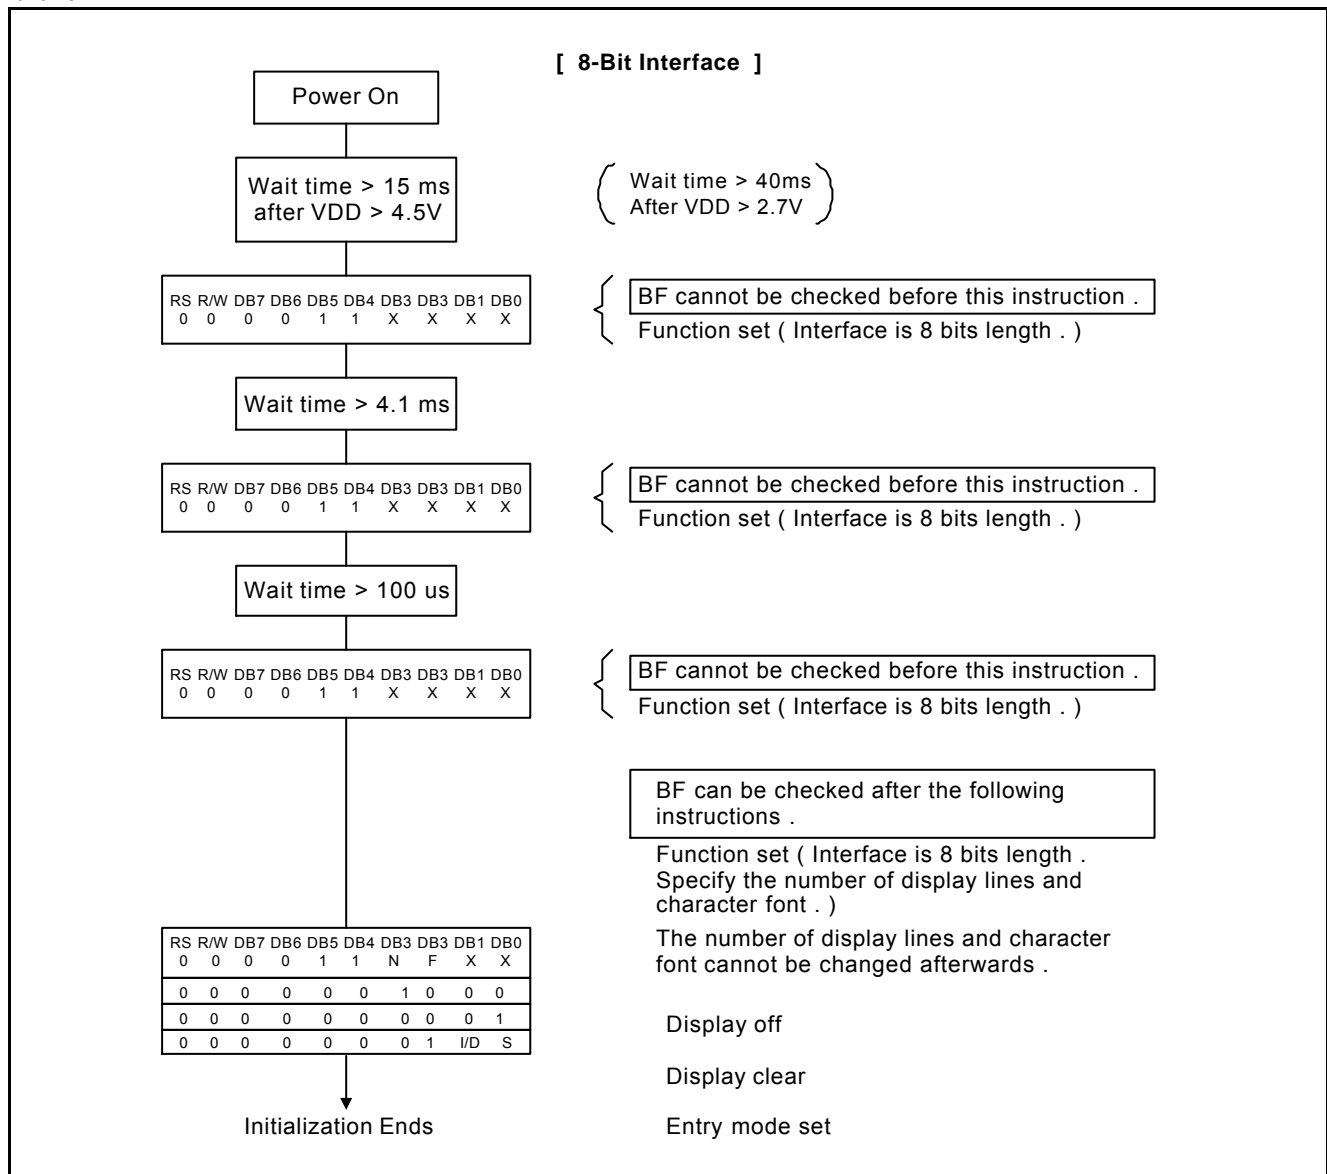 [ 8-Bit Interface ]
Power On
Wait time > 15 ms
after VDD > 4.5V
Wait time > 40ms
After VDD > 2.7V
RS R/W DB7 DB6 DB5 DB4 DB3 DB3 DB1 DB0
0 0 0 0 1 1 X X X X
BF cannot be checked before this instruction .
Function set ( Interface is 8 bits length . )
Wait time > 4.1 ms
RS R/W DB7 DB6 DB5 DB4 DB3 DB3 DB1 DB0
0 0 0 0 1 1 X X X X
BF cannot be checked before this instruction .
Function set ( Interface is 8 bits length . )
Wait time > 100 us
RS R/W DB7 DB6 DB5 DB4 DB3 DB3 DB1 DB0
0 0 0 0 1 1 X X X X
BF cannot be checked before this instruction .
Function set ( Interface is 8 bits length . )
BF can be checked after the following
instructions .
Function set ( Interface is 8 bits length .
Specify the number of display lines and
character font . )
RS R/W DB7 DB6 DB5 DB4 DB3 DB3 DB1 DB0
0 0 0 0 1 1 N F X X
0 0 0 0 0 0 1 0 0 0
0 0 0 0 0 0 0 0 0 1
0 0 0 0 0 0 0 1 I/D S
The number of display lines and character
font cannot be changed afterwards .
Display off
Display clear
Initialization Ends
Entry mode set